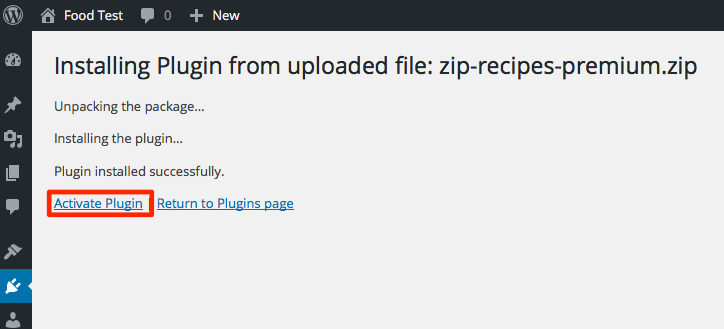 Food Test 0 New
Installing Plugin from uploaded file: zip-recipes-premium.zip
Unpacking the package...
Installing the plugin...
Plugin installed successfully.
Activate Plugin Return to Plugins page